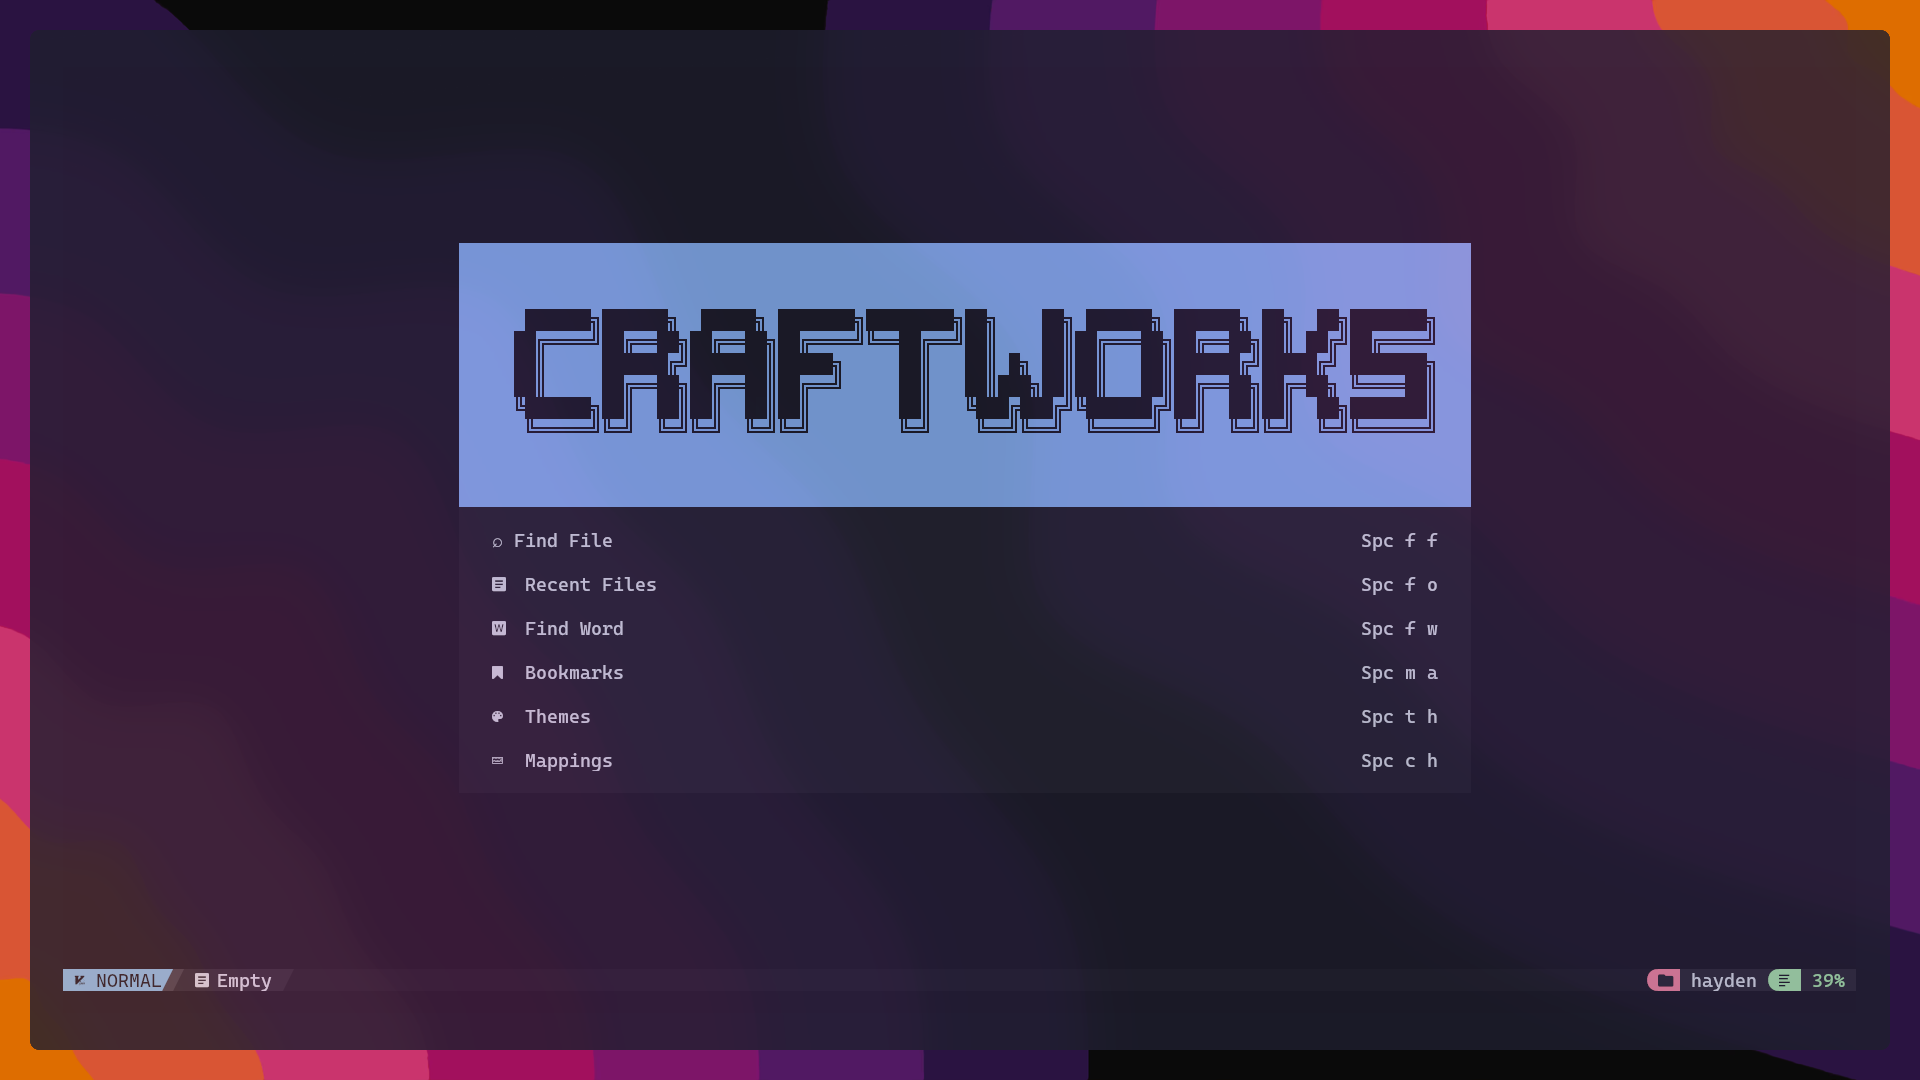 CRAFTWORKS
Find File Spc f f
Recent Files Spc f o
Find Word Spc f w
Bookmarks Spc m a
Themes Spc t h
Mappings Spc c h
NORMAL Empty hayden 39%